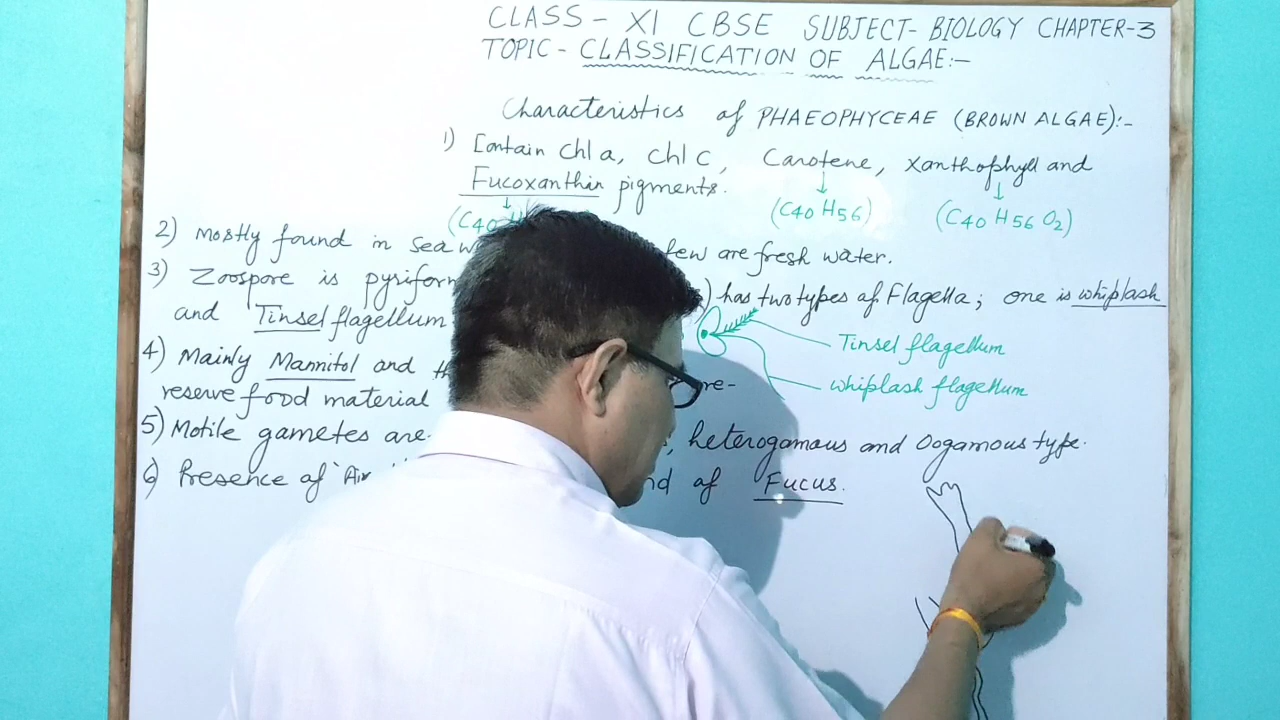 CLASS- XI CBSE SUBJECT- BIOLOGY CHAPTER-3
TOPIC- CLASSIFICATION OF ALGAE:-
Characteristics of PHAEOPHYCEAE (BROWN ALGAE):-
1) Contain chl a, chl c, Carotene, Xanthophyll and
Fucoxanthin pigments.
(C40 H56) (C40 H56 O2)
2) Mostly found in sea few are fresh water.
3) Zoospore is has two types of Flagella; one is whiplash
and Tinsel flagellum
Tinsel flagellum
whiplash flagellum
4) Mainly Mannitol and
reserve food material
5) Motile gametes are heterogamous and Oogamous type.
6) Presence of of Fucus.